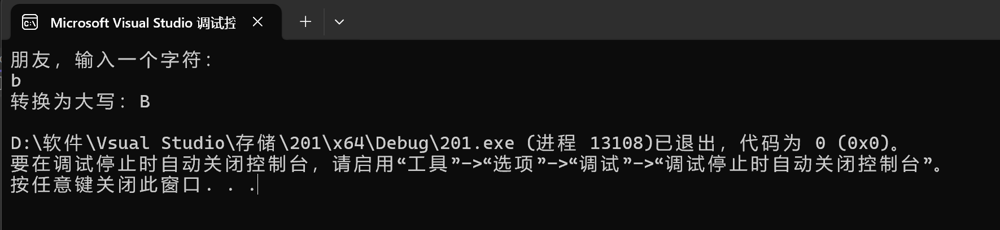 Microsoft Visual Studio 调试控
朋友，输入一个字符：
b
转换为大写：B
D:\软件\Vsual Studio\存储\201\x64\Debug\201.exe (进程 13108)已退出，代码为 0 (0x0)。
要在调试停止时自动关闭控制台，请启用“工具”->“选项”->“调试”->“调试停止时自动关闭控制台”。
按任意键关闭此窗口. . .